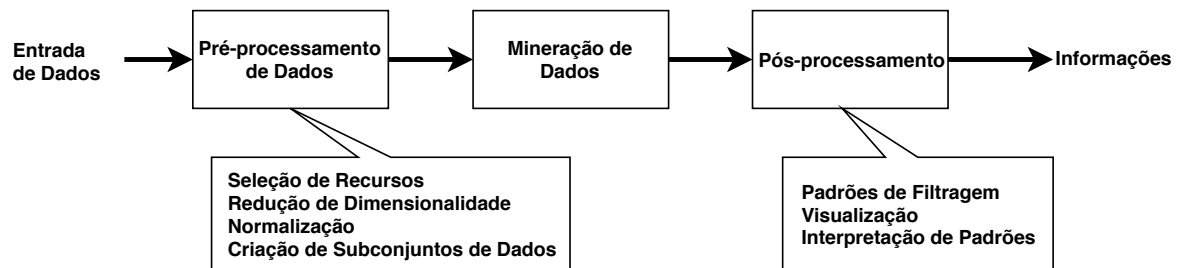 Entrada
de Dados
Pré-processamento
de Dados
Mineração de
Dados
Pós-processamento
Informações
Seleção de Recursos
Redução de Dimensionalidade
Normalização
Criação de Subconjuntos de Dados
Padrões de Filtragem
Visualização
Interpretação de Padrões